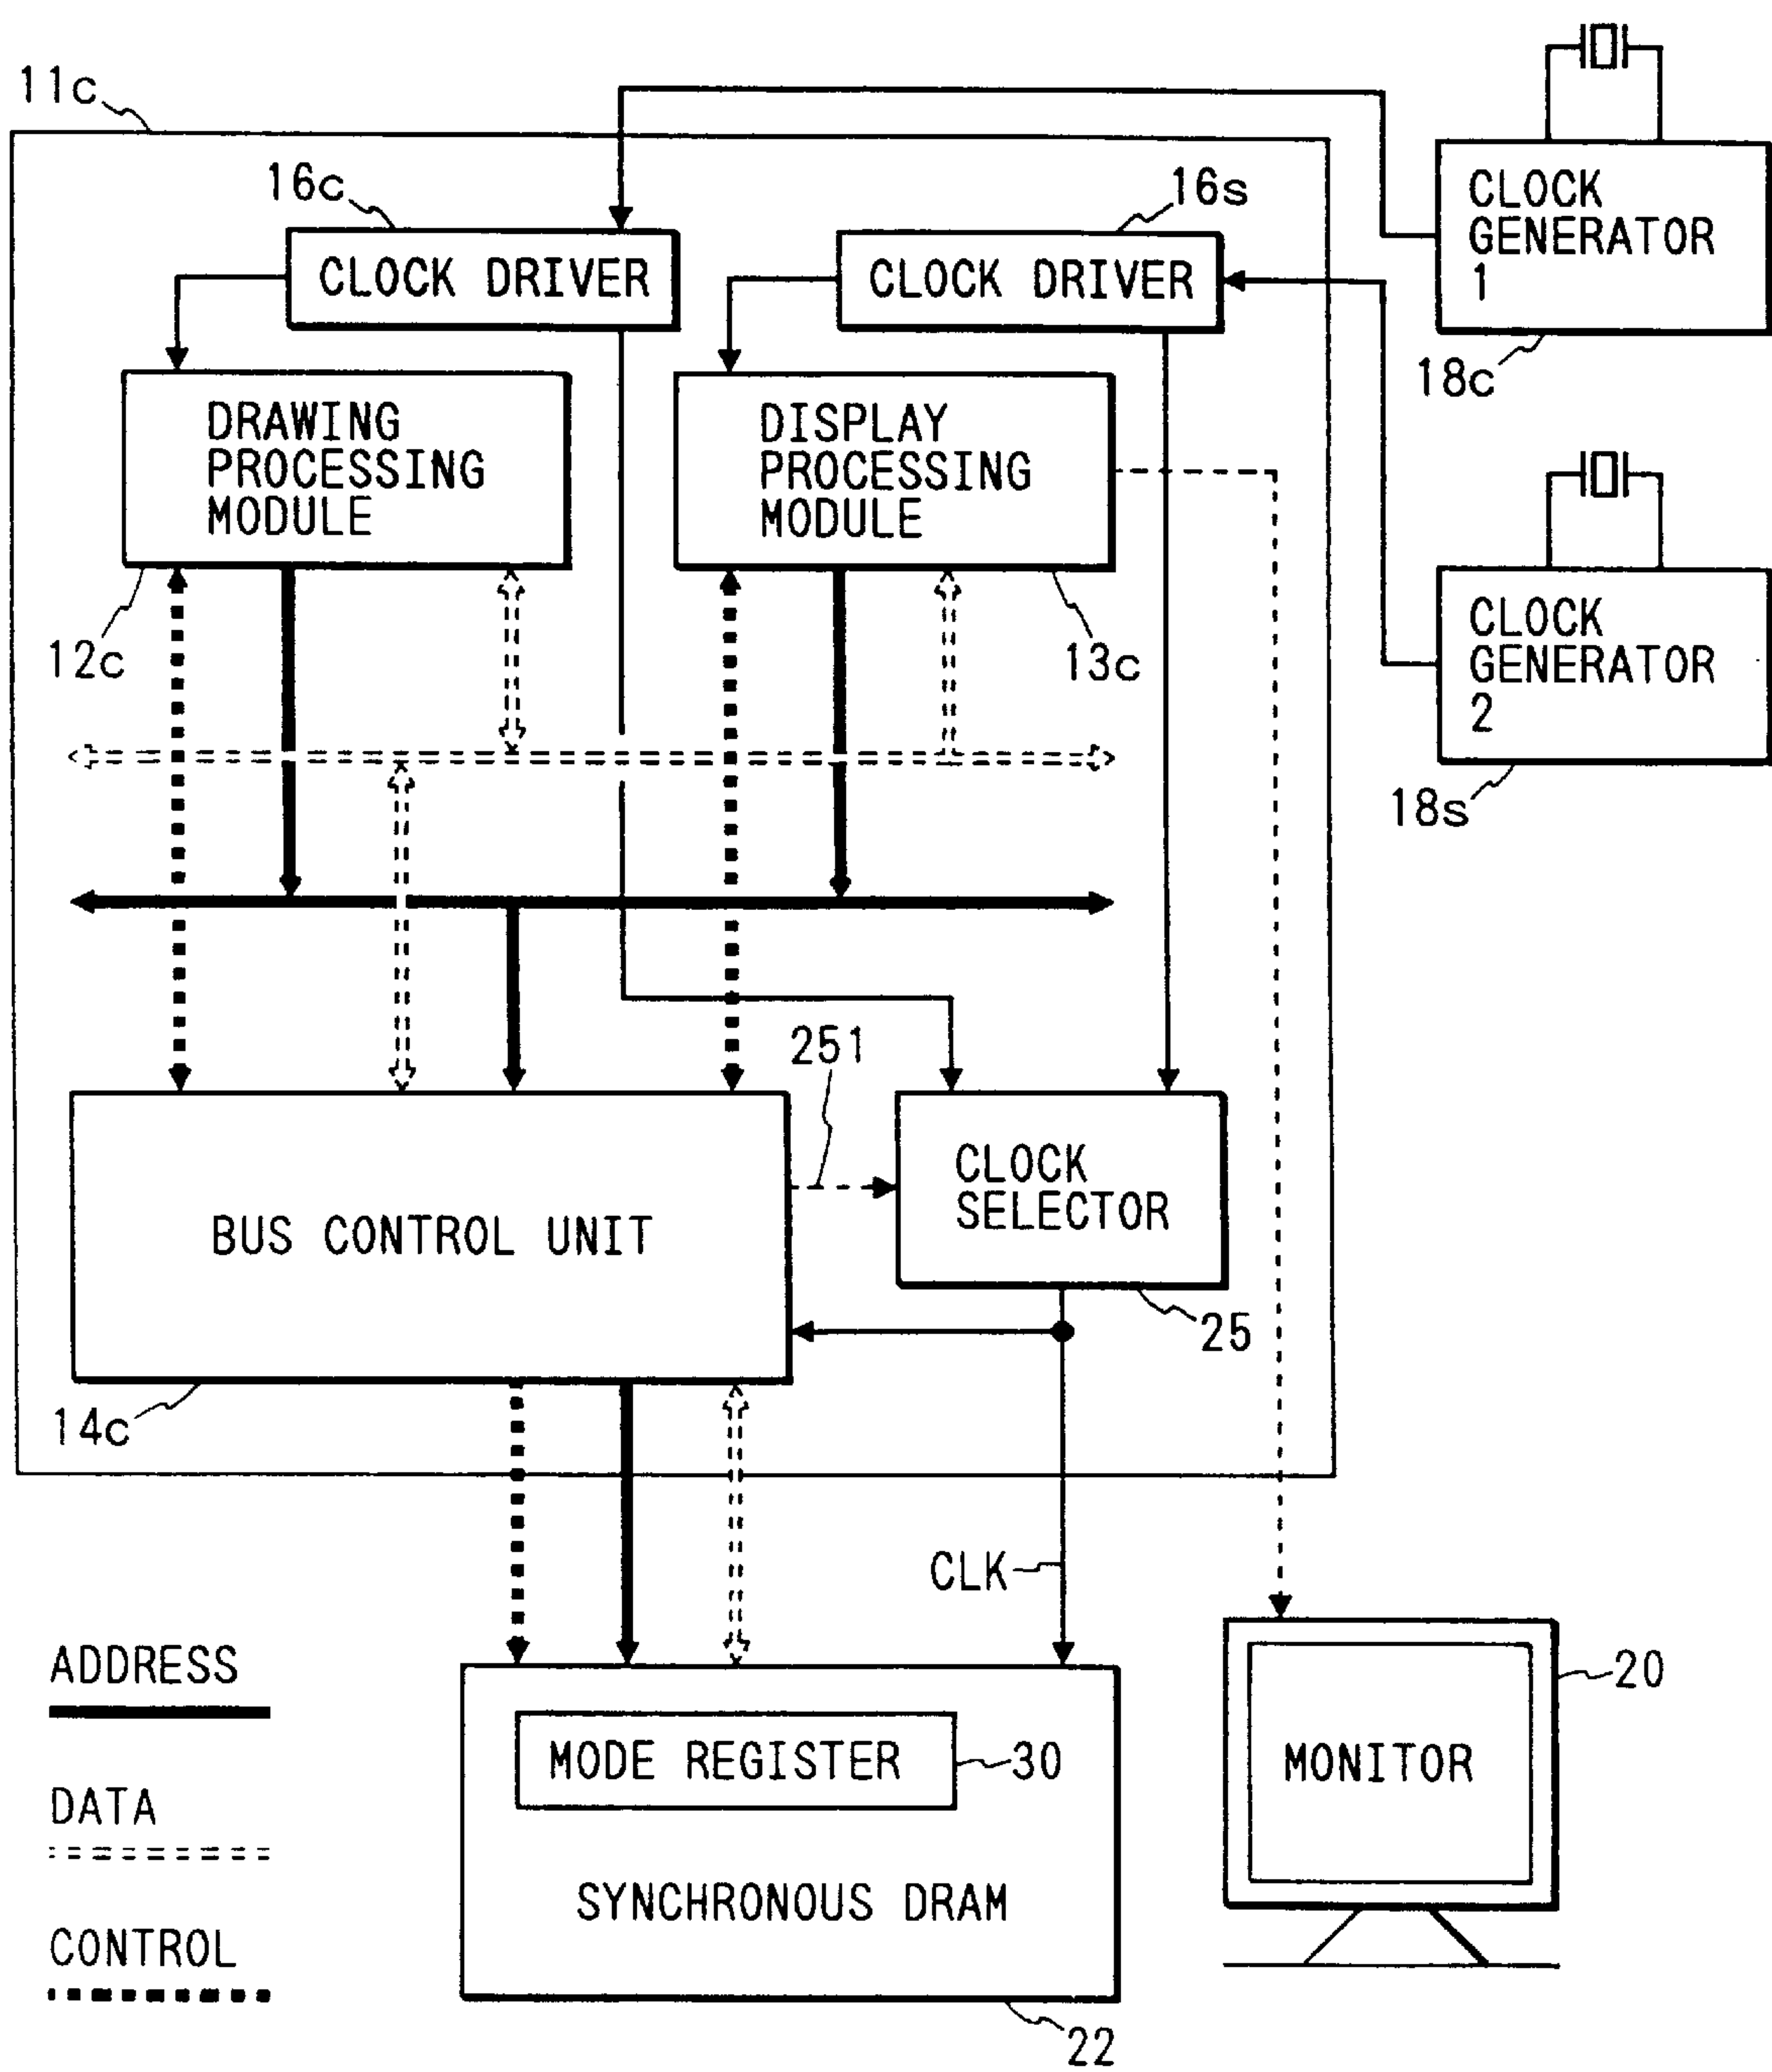 11c
16c
16s
CLOCK DRIVER
CLOCK DRIVER
CLOCK
GENERATOR
1
18c
DRAWING
PROCESSING
MODULE
DISPLAY
PROCESSING
MODULE
12c
13c
CLOCK
GENERATOR
2
18s
251
BUS CONTROL UNIT
CLOCK
SELECTOR
25
14c
CLK
ADDRESS
DATA
CONTROL
MODE REGISTER
30
SYNCHRONOUS DRAM
22
MONITOR
20